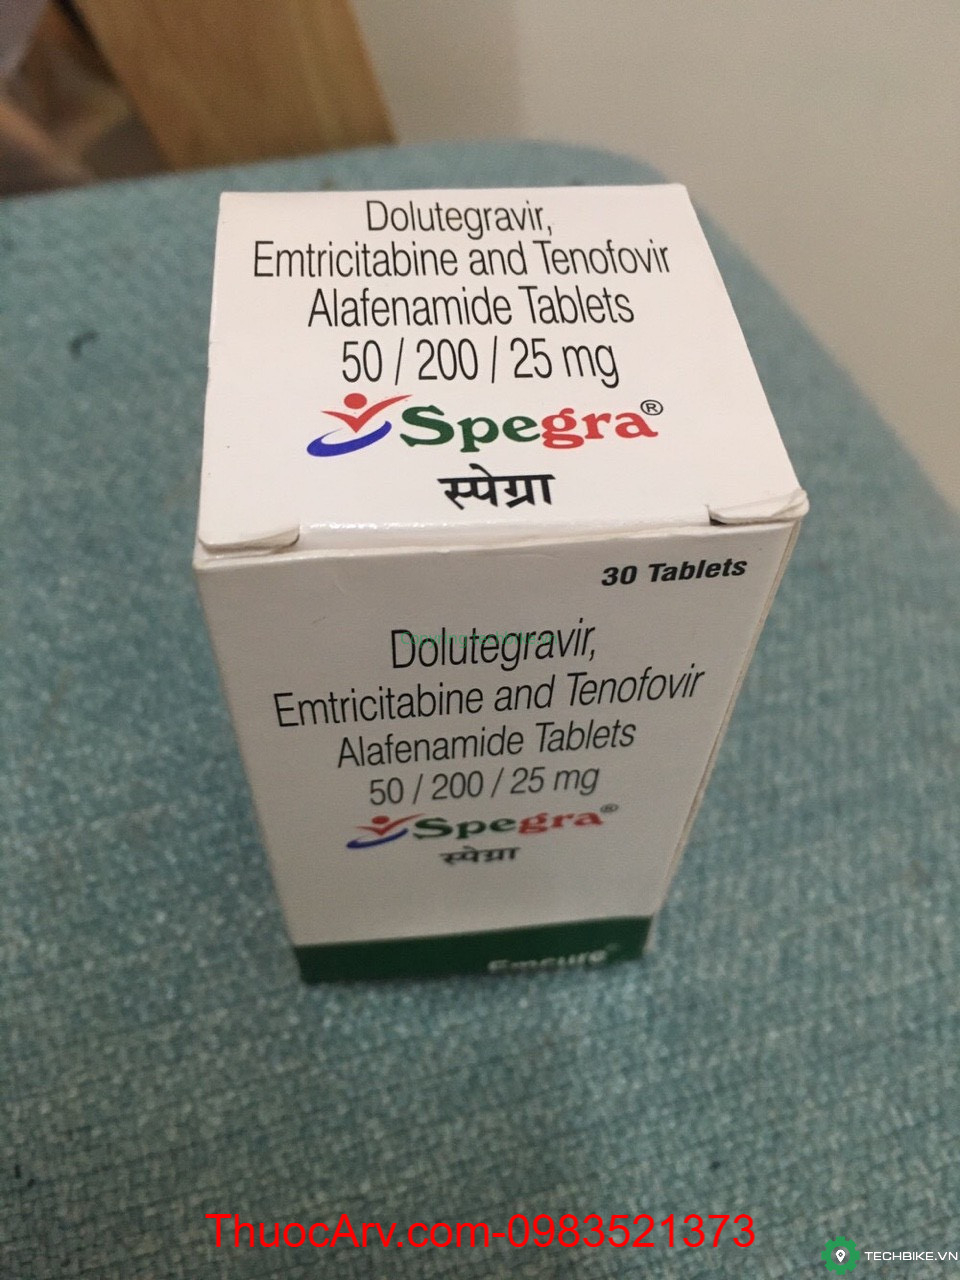 Dolutegravir,
Emtricitabine and Tenofovir
Alafenamide Tablets
50 / 200 / 25 mg
Spegra®
स्पेग्रा
30 Tablets
Dolutegravir,
Emtricitabine and Tenofovir
Alafenamide Tablets
50 / 200 / 25 mg
Spegra®
स्पेग्रा
Emcure®
ThuocArv.com-0983521373
TECHBIKE.VN